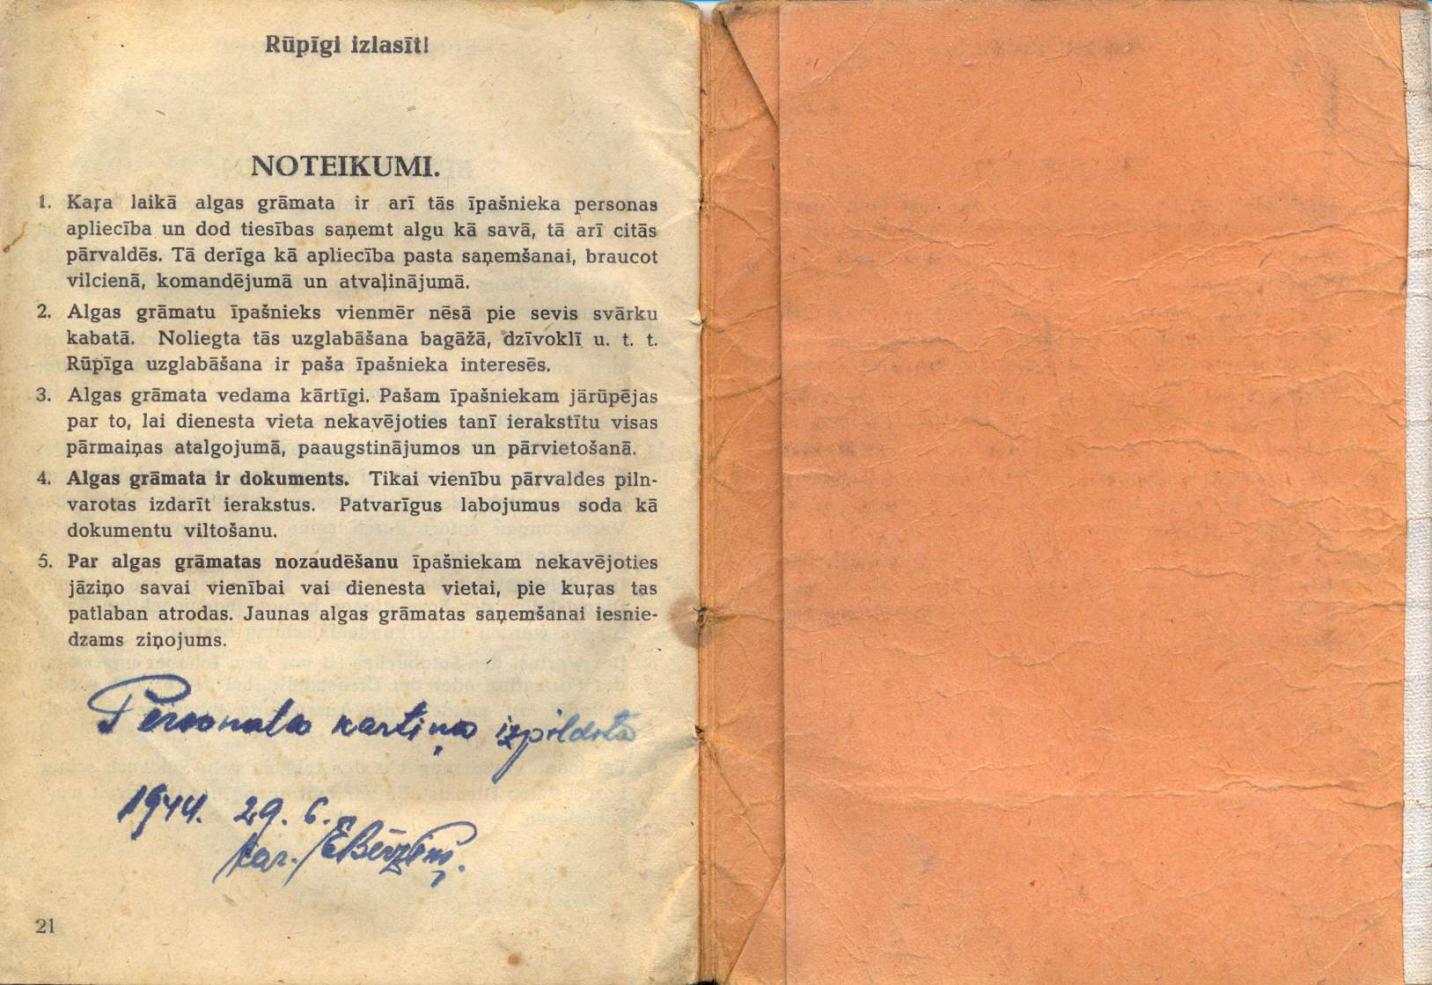 Rūpīgi izlasīt!
NOTEIKUMI.
1. Kaŗa laikā algas grāmata ir arī tās īpašnieka personas
apliecība un dod tiesības saņemt algu kā savā, tā arī citās
pārvaldēs. Tā derīga kā apliecība pasta saņemšanai, braucot
vilcienā, komandējumā un atvaļinājumā.
2. Algas grāmatu īpašnieks vienmēr nēsā pie sevis svārku
kabatā. Noliegta tās uzglabāšana bagāžā, dzīvoklī u. t. t.
Rūpīga uzglabāšana ir paša īpašnieka interesēs.
3. Algas grāmata vedama kārtīgi. Pašam īpašniekam jārūpējas
par to, lai dienesta vieta nekavējoties tanī ierakstītu visas
pārmaiņas atalgojumā, paaugstinājumos un pārvietošanā.
4. Algas grāmata ir dokuments. Tikai vienību pārvaldes piln-
varotas izdarīt ierakstus. Patvarīgus labojumus soda kā
dokumentu viltošanu.
5. Par algas grāmatas nozaudēšanu īpašniekam nekavējoties
jāziņo savai vienībai vai dienesta vietai, pie kuŗas tas
patlaban atrodas. Jaunas algas grāmatas saņemšanai iesnie-
dzams ziņojums.
Personala kartiņa izpildīta
1944. 29. 6.
kar. /EBērziņš.
21